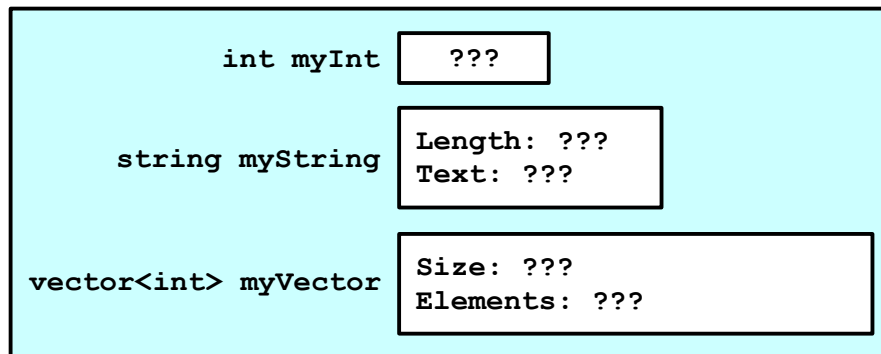 int myInt ???
string myString Length: ???
Text: ???
vector<int> myVector Size: ???
Elements: ???